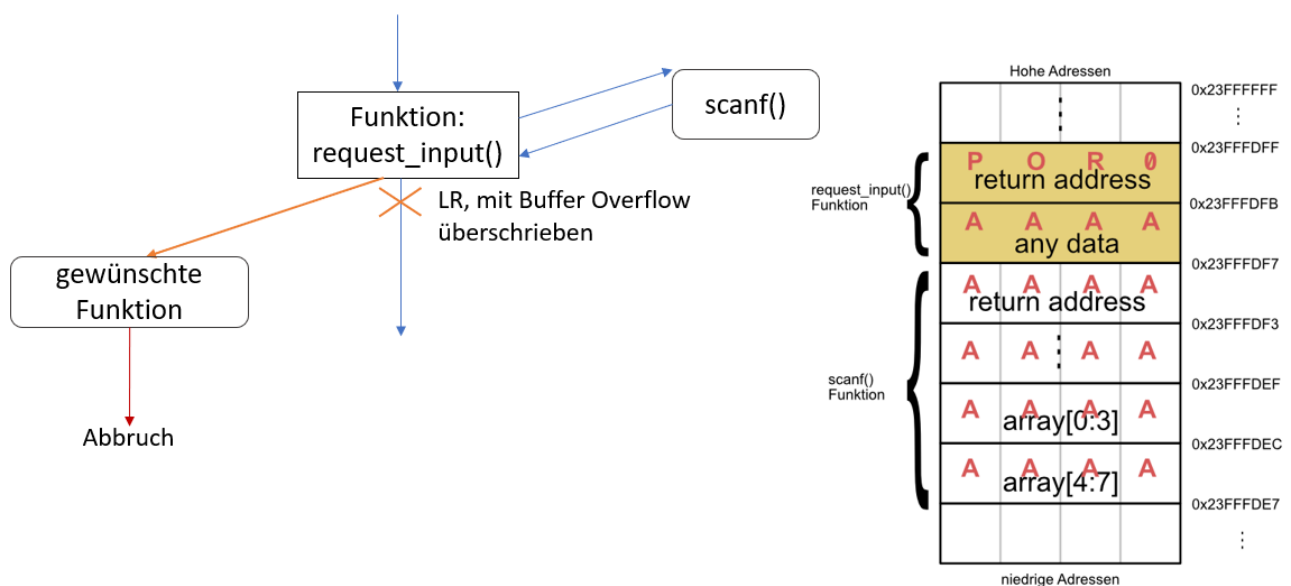 Funktion:
request_input()
scanf()
LR, mit Buffer Overflow
überschrieben
gewünschte
Funktion
Abbruch
Hohe Adressen
0x23FFFFFF
⋮
0x23FFFDFF
P O R 0
return address
request_input()
Funktion
0x23FFFDFB
A A A A
any data
0x23FFFDF7
A A A A
return address
0x23FFFDF3
A A A A
scanf()
Funktion
0x23FFFDEF
A A A A
array[0:3]
0x23FFFDEC
A A A A
array[4:7]
0x23FFFDE7
⋮
niedrige Adressen